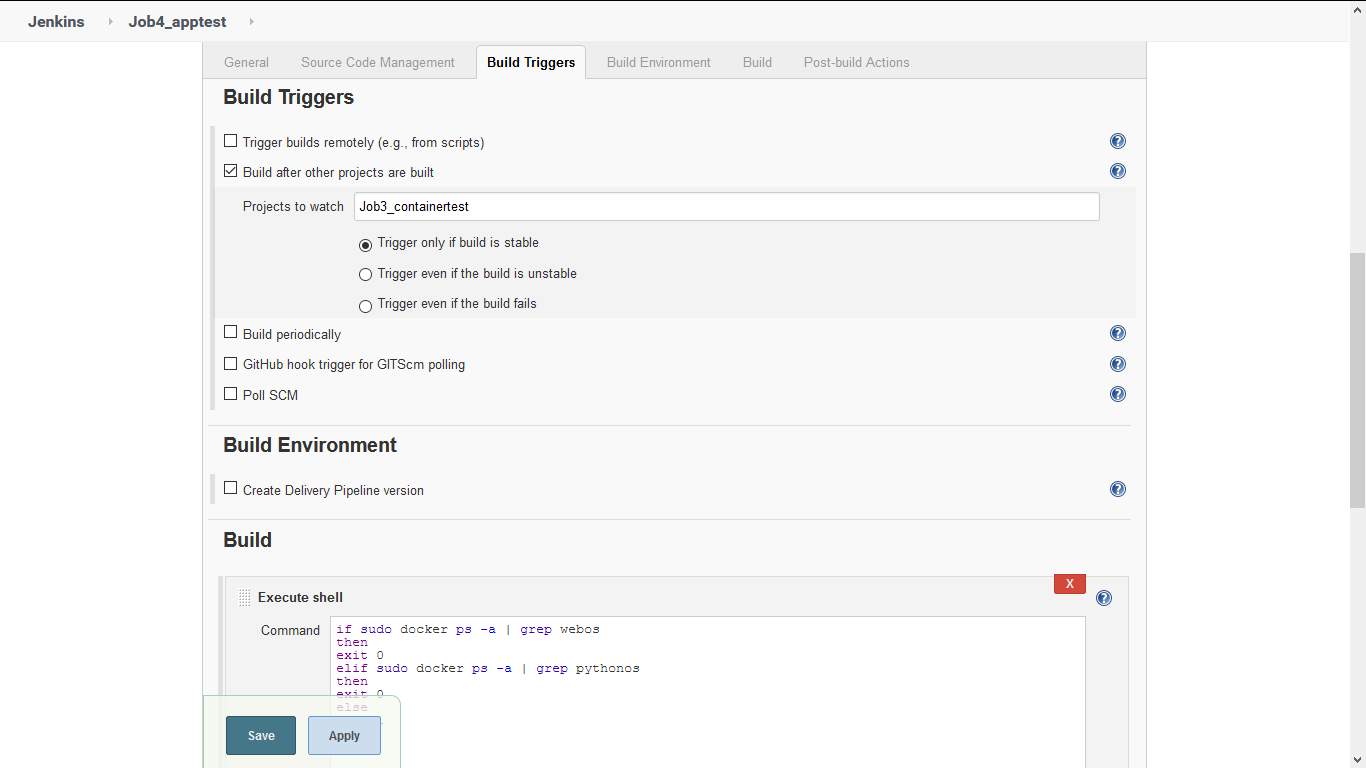 Jenkins Job4_apptest
General Source Code Management Build Triggers Build Environment Build Post-build Actions
Build Triggers
Trigger builds remotely (e.g., from scripts)
Build after other projects are built
Projects to watch Job3_containertest
Trigger only if build is stable
Trigger even if the build is unstable
Trigger even if the build fails
Build periodically
GitHub hook trigger for GITScm polling
Poll SCM
Build Environment
Create Delivery Pipeline version
Build
X
Execute shell
Command if sudo docker ps -a | grep webos
then
exit 0
elif sudo docker ps -a | grep pythonos
then
exit 0
else
Save Apply